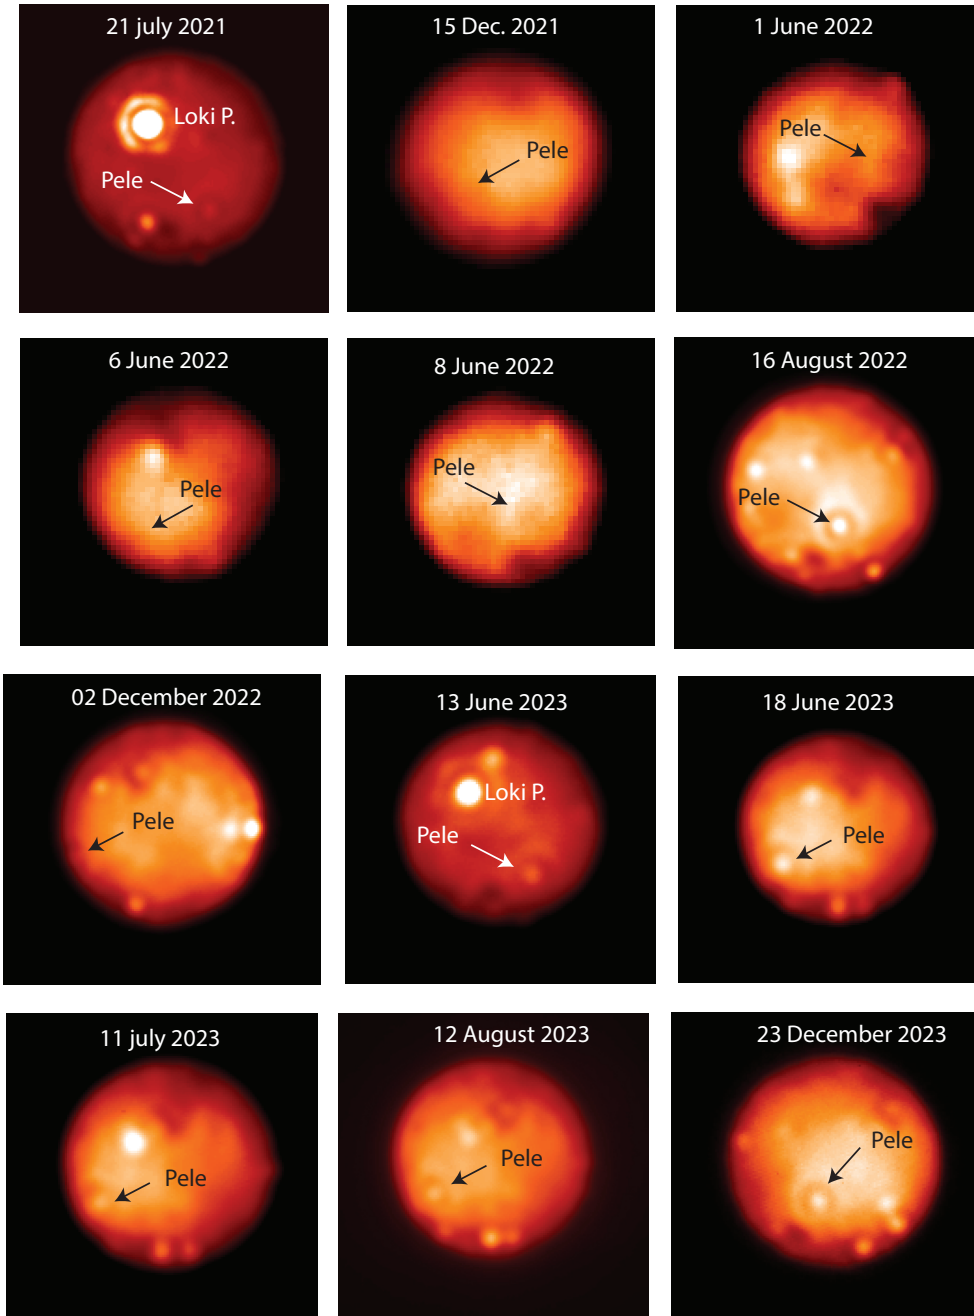 21 july 2021
Loki P.
Pele
15 Dec. 2021
Pele
1 June 2022
Pele
6 June 2022
Pele
8 June 2022
Pele
16 August 2022
Pele
02 December 2022
Pele
13 June 2023
Loki P.
Pele
18 June 2023
Pele
11 july 2023
Pele
12 August 2023
Pele
23 December 2023
Pele